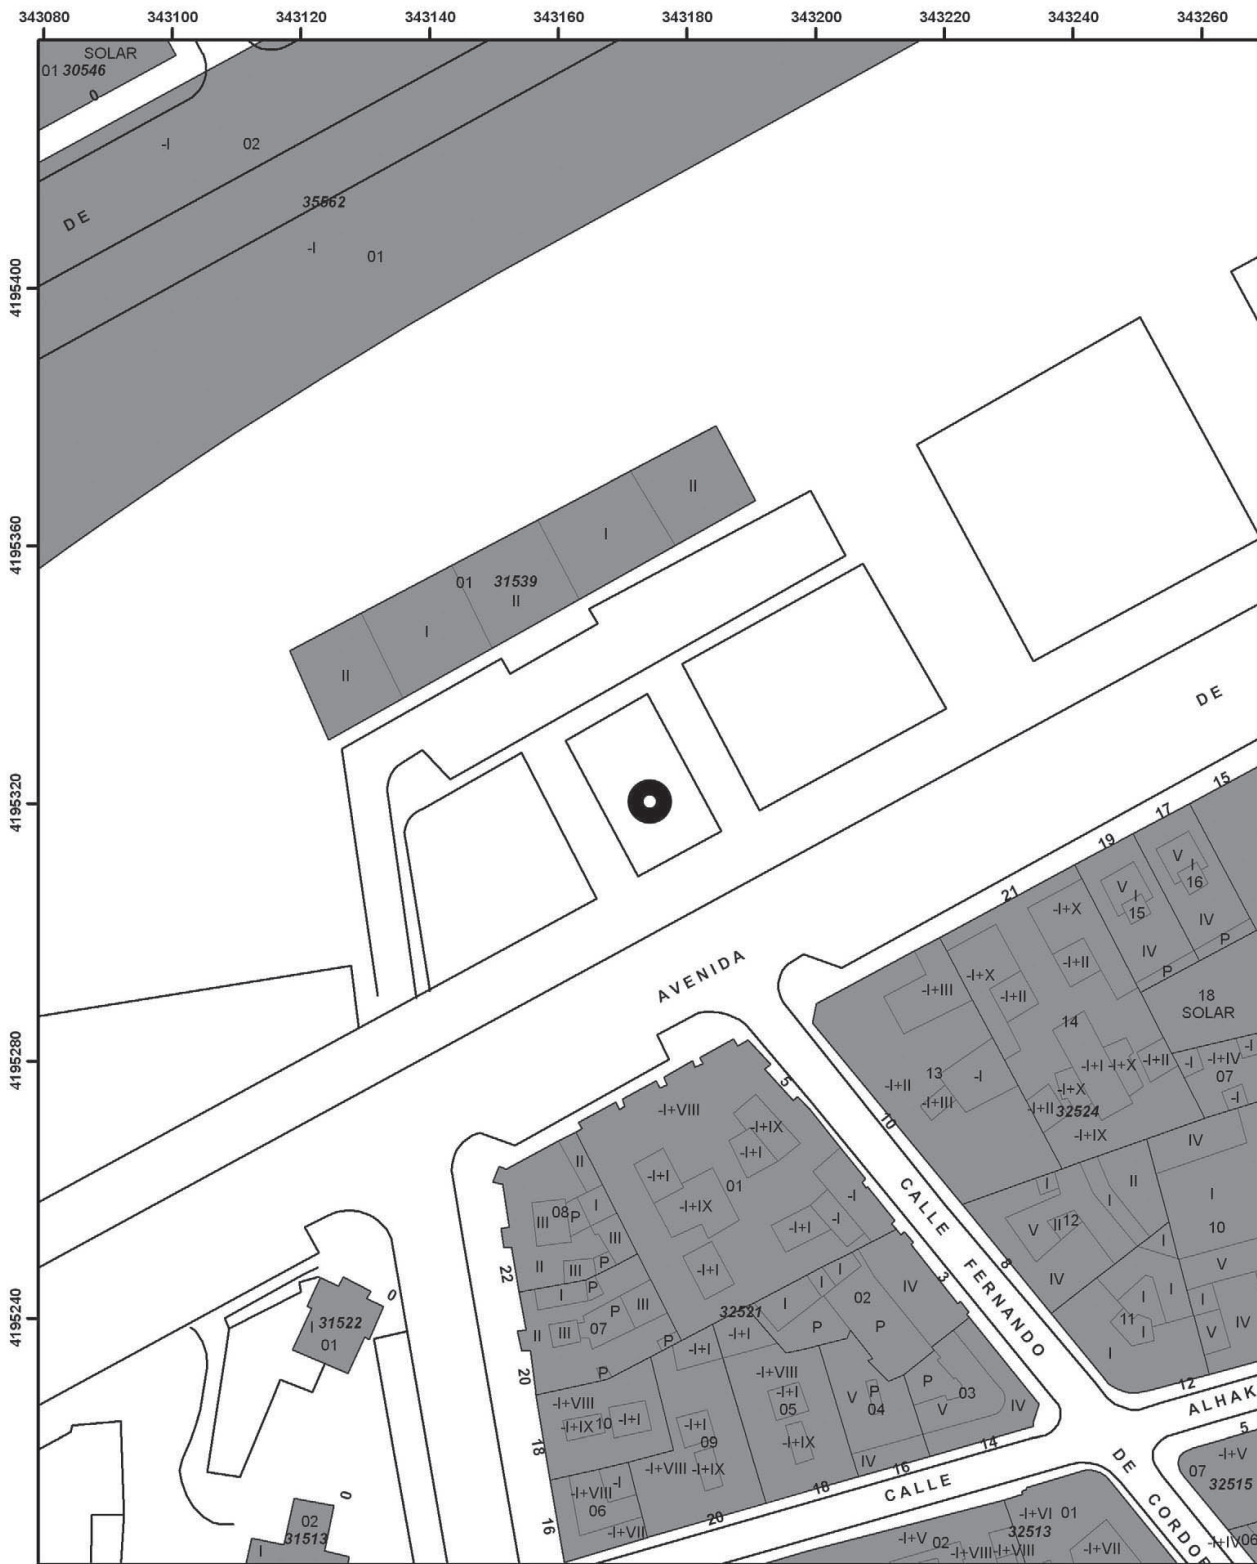 343080 343100 343120 343140 343160 343180 343200 343220 343240 343260
4195400
4195360
4195320
4195280
4195240
SOLAR
01 30546
0
-I 02
DE
35562
-I 01
II
I
01 31539
II
I
II
DE
15
17
19
21
V
I
16
IV
P
V
I
15
IV
P
-I+X
-I+II
-I+X
-I+II
-I+III
18
SOLAR
14
13
-I+II
-I
-I+III
-I+I
-I+X
-I+II
-I+X
-I+II
32524
-I+IX
-I
-I+IV
-I
07
-I
AVENIDA
5
10
-I+VIII
-I+IX
-I+I
-I+I
01
-I+IX
-I
-I
-I+I
-I+I
CALLE FERNANDO
DE CORDO
IV
II
I
I
I
10
V
I
I
V
IV
I
V
II
12
IV
8
I
I
11
I
I
II
08
P
I
III
III
II
III
P
22
I
P
P
III
II
III
07
P
P
20
32521
I
I
I
P
02
P
IV
3
-I+I
-I+I
-I+VIII
-I+I
05
-I+IX
V
P
04
IV
P
03
V
IV
-I+VIII
-I+IX
10
-I+I
18
-I+I
09
-I+VIII
-I+IX
-I
-I+VIII
06
-I+VII
16
20
18
16
14
CALLE
12
ALHAK
5
-I+V
07
32515
-I+IV
06
-I+VI
01
32513
-I+V
02
-I+VIII
-I+VIII
-I+VII
0
31522
I
01
0
02
31513
I